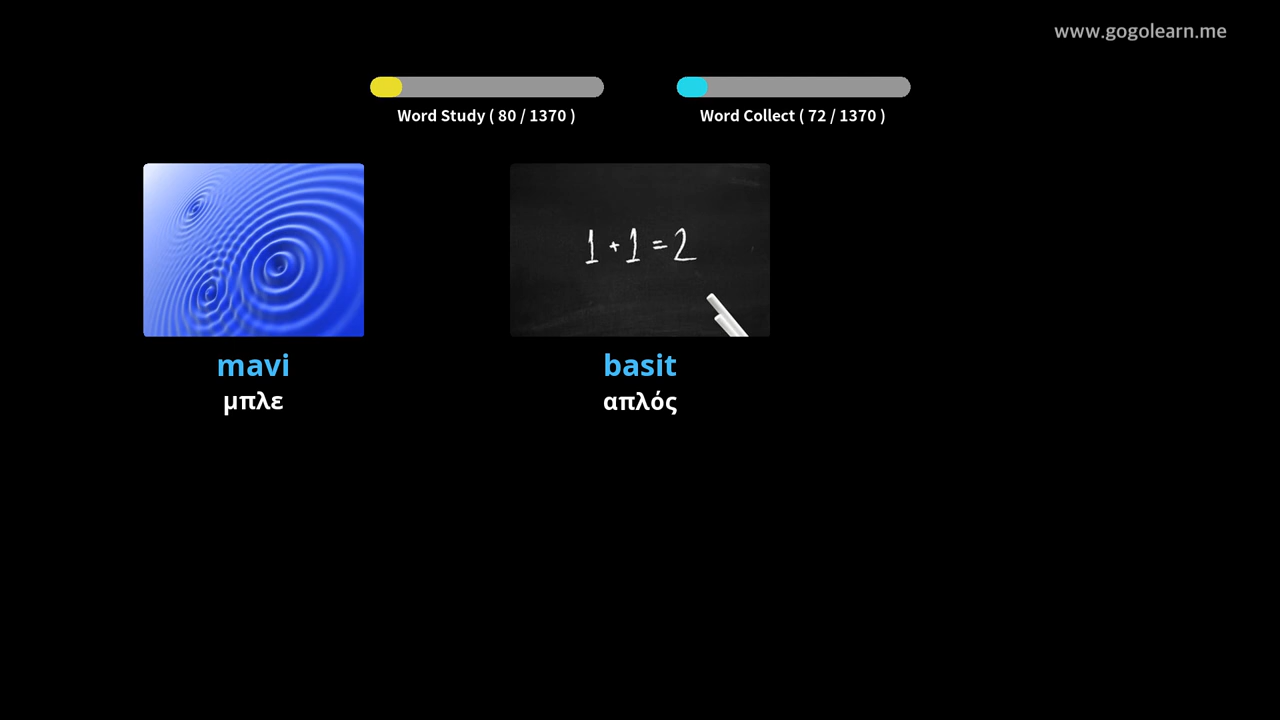 www.gogolearn.me
Word Study ( 80 / 1370 )
Word Collect ( 72 / 1370 )
1 + 1 = 2
mavi
μπλε
basit
απλός